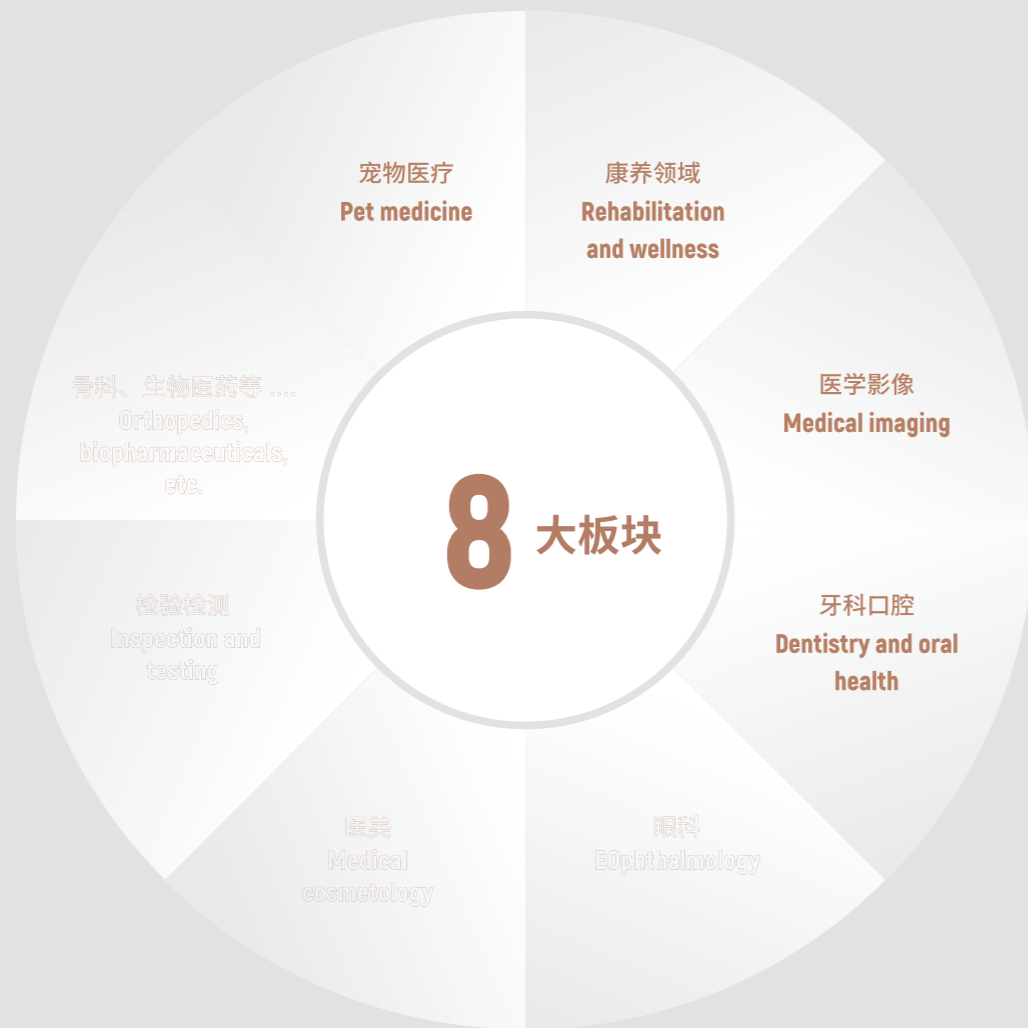 宠物医疗
Pet medicine
康养领域
Rehabilitation
and wellness
医学影像
Medical imaging
牙科口腔
Dentistry and oral
health
眼科
EOphthalmology
医美
Medical
cosmetology
检验检测
Inspection and
testing
骨科、生物医药等 ....
Orthopedics,
biopharmaceuticals,
etc.
8 大板块